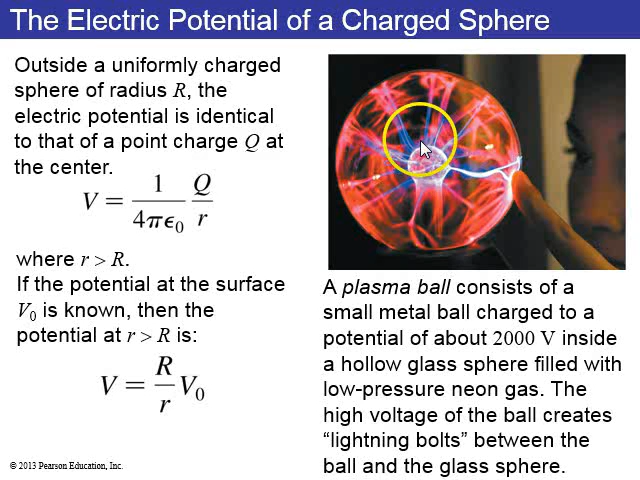 The Electric Potential of a Charged Sphere
Outside a uniformly charged
sphere of radius R, the
electric potential is identical
to that of a point charge Q at
the center.
V = 1/(4πϵ₀) Q/r
where r > R.
If the potential at the surface
V₀ is known, then the
potential at r > R is:
V = R/r V₀
A plasma ball consists of a
small metal ball charged to a
potential of about 2000 V inside
a hollow glass sphere filled with
low-pressure neon gas. The
high voltage of the ball creates
“lightning bolts” between the
ball and the glass sphere.
© 2013 Pearson Education, Inc.